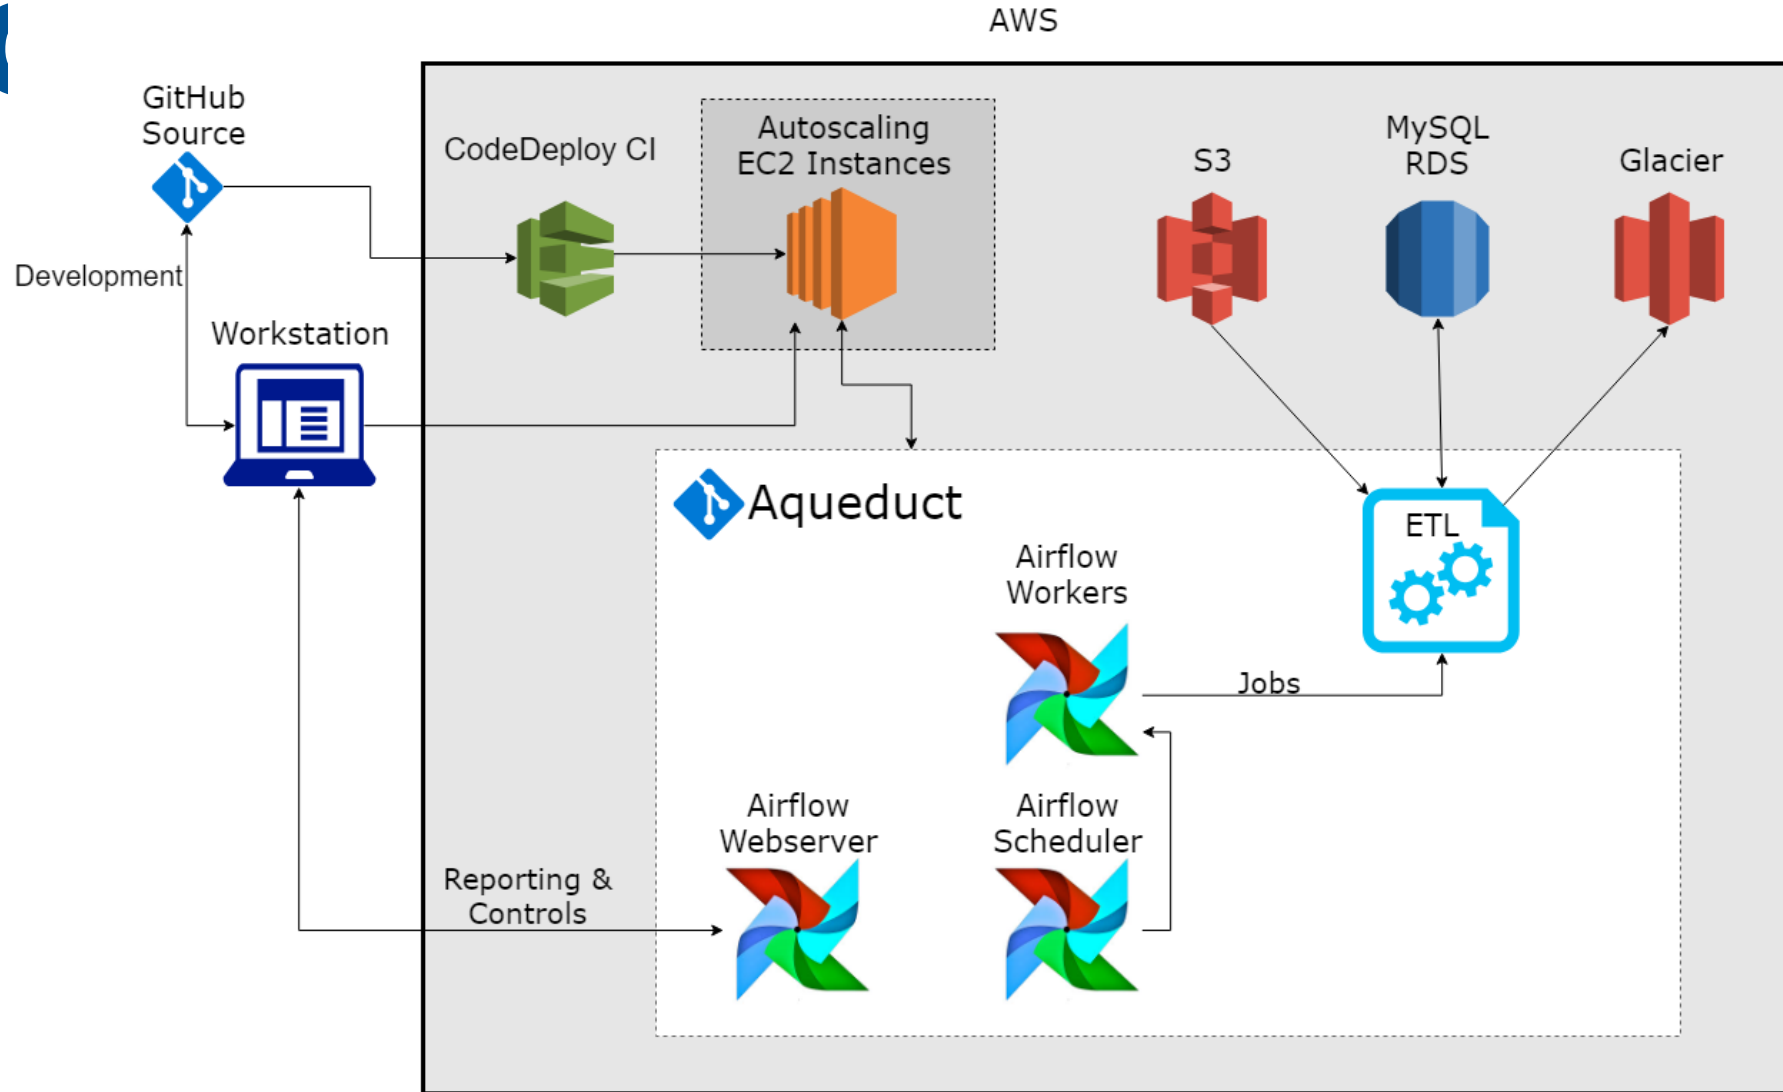 AWS
GitHub
Source
CodeDeploy CI
Autoscaling
EC2 Instances
S3
MySQL
RDS
Glacier
Development
Workstation
Aqueduct
ETL
Airflow
Workers
Jobs
Airflow
Webserver
Airflow
Scheduler
Reporting &
Controls